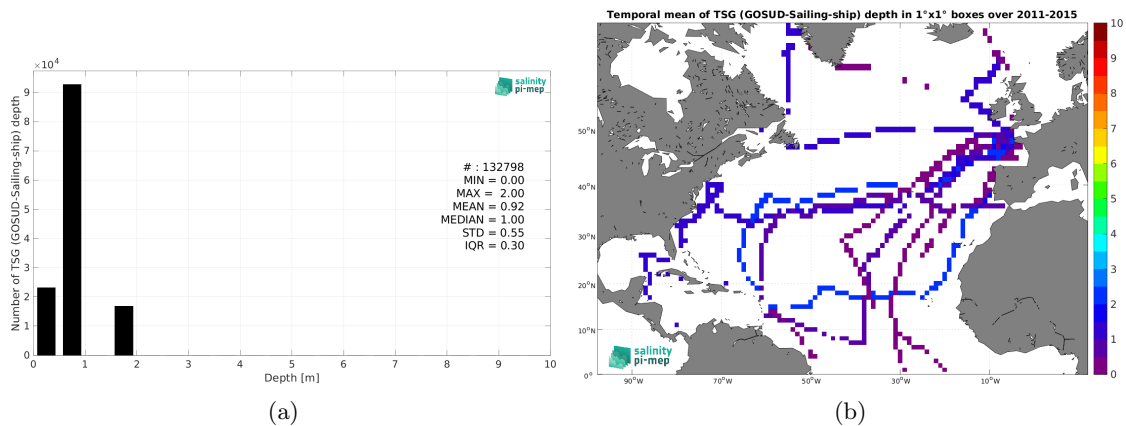 ×10⁴
Number of TSG (GOSUD-Sailing-ship) depth
9
8
7
6
5
4
3
2
1
0
salinity
pi-mep
# : 132798
MIN = 0.00
MAX = 2.00
MEAN = 0.92
MEDIAN = 1.00
STD = 0.55
IQR = 0.30
0 1 2 3 4 5 6 7 8 9 10
Depth [m]
(a)
Temporal mean of TSG (GOSUD-Sailing-ship) depth in 1°x1° boxes over 2011-2015
50°N
40°N
30°N
20°N
10°N
0°
90°W 70°W 50°W 30°W 10°W
salinity
pi-mep
10
9
8
7
6
5
4
3
2
1
0
(b)